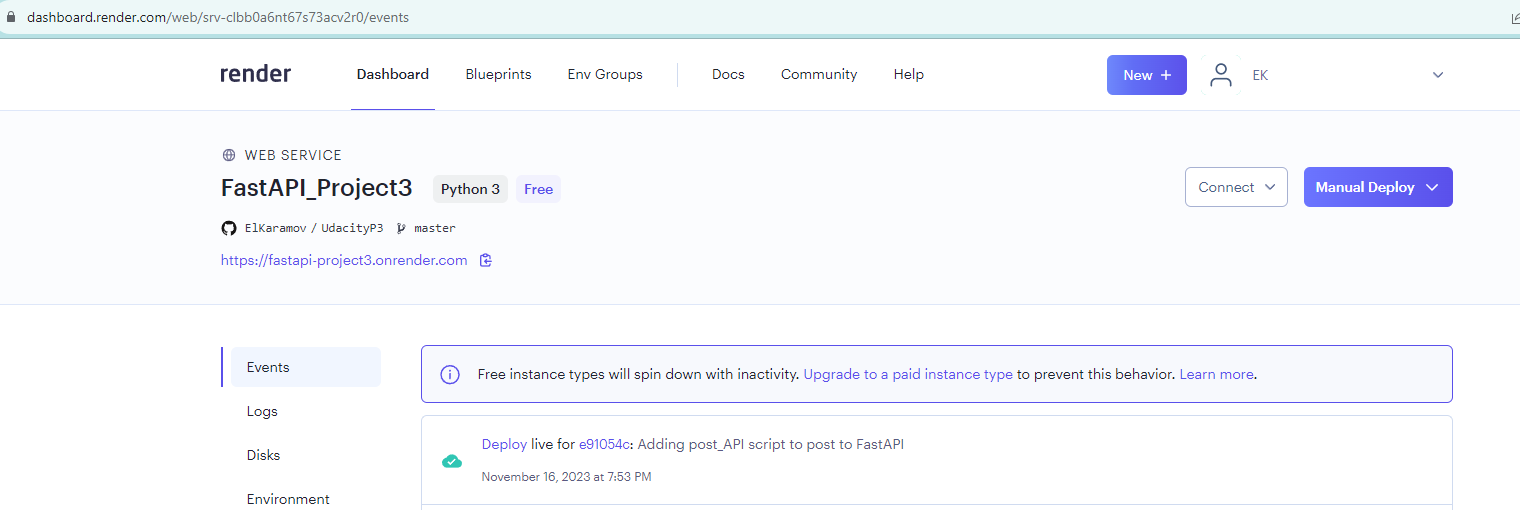 dashboard.render.com/web/srv-clbb0a6nt67s73acv2r0/events
render Dashboard Blueprints Env Groups Docs Community Help New + EK
WEB SERVICE
FastAPI_Project3 Python 3 Free Connect Manual Deploy
ElKaramov / UdacityP3 master
https://fastapi-project3.onrender.com
Events
Logs
Disks
Environment
Free instance types will spin down with inactivity. Upgrade to a paid instance type to prevent this behavior. Learn more.
Deploy live for e91054c: Adding post_API script to post to FastAPI
November 16, 2023 at 7:53 PM